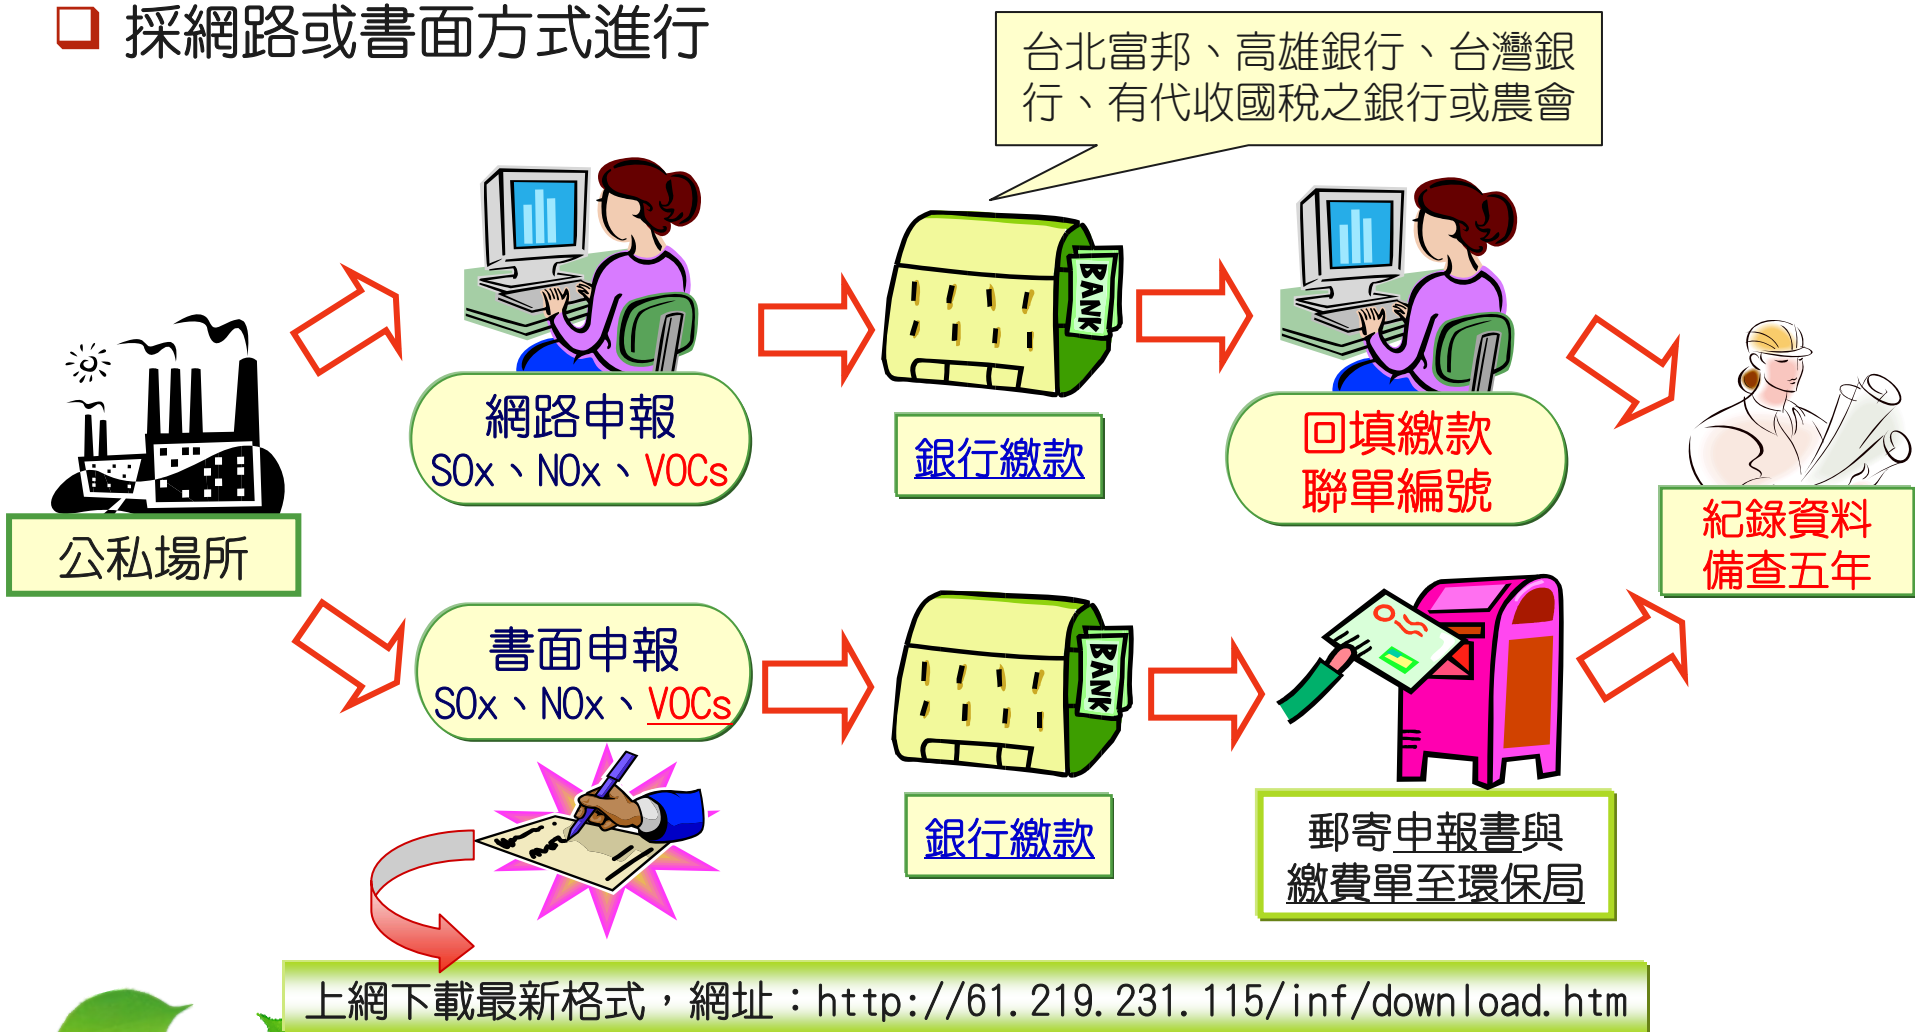 採網路或書面方式進行
台北富邦、高雄銀行、台灣銀
行、有代收國稅之銀行或農會
BANK
網路申報
SOx、NOx、VOCs
銀行繳款
回填繳款
聯單編號
紀錄資料
備查五年
公私場所
書面申報
SOx、NOx、VOCs
BANK
銀行繳款
郵寄申報書與
繳費單至環保局
上網下載最新格式，網址：http://61.219.231.115/inf/download.htm